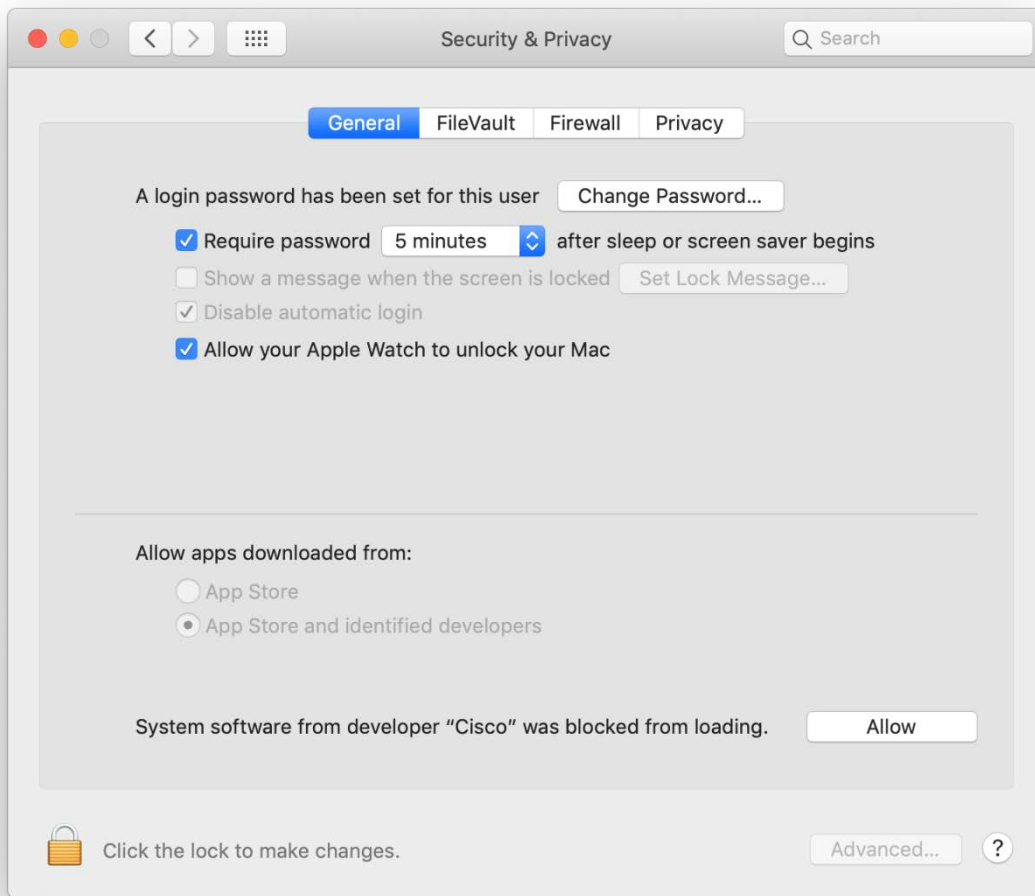 Security & Privacy
Search
General FileVault Firewall Privacy
A login password has been set for this user Change Password...
Require password 5 minutes after sleep or screen saver begins
Show a message when the screen is locked Set Lock Message...
Disable automatic login
Allow your Apple Watch to unlock your Mac
Allow apps downloaded from:
App Store
App Store and identified developers
System software from developer “Cisco” was blocked from loading. Allow
Click the lock to make changes. Advanced... ?